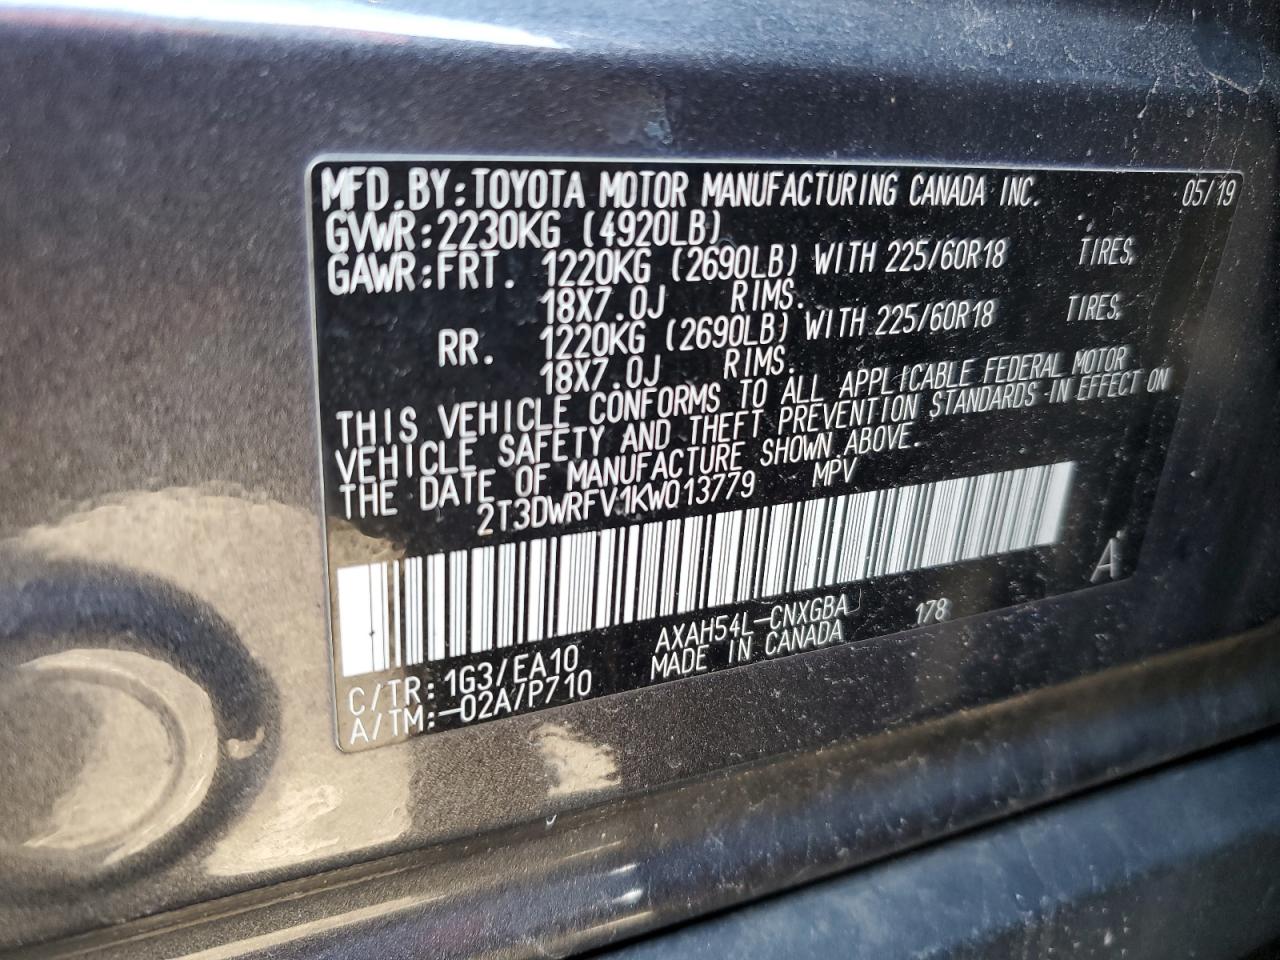 MFD.BY:TOYOTA MOTOR MANUFACTURING CANADA INC. 05/19
GVWR:2230KG (4920LB)
GAWR:FRT. 1220KG (2690LB) WITH 225/60R18 TIRES,
18X7.0J RIMS.
RR. 1220KG (2690LB) WITH 225/60R18 TIRES,
18X7.0J RIMS.
THIS VEHICLE CONFORMS TO ALL APPLICABLE FEDERAL MOTOR
VEHICLE SAFETY AND THEFT PREVENTION STANDARDS IN EFFECT ON
THE DATE OF MANUFACTURE SHOWN ABOVE.
2T3DWRFV1KW013779 MPV
A
C/TR:1G3/EA10 AXAH54L-CNXGBA 178
A/TM:-02A/P710 MADE IN CANADA